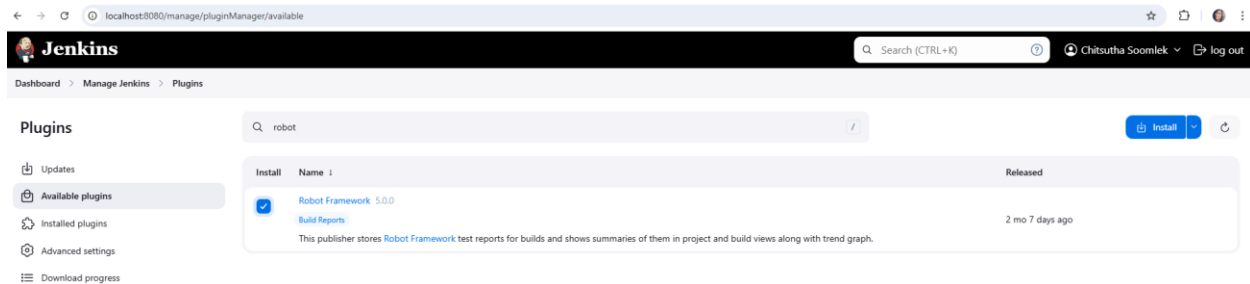 localhost:8080/manage/pluginManager/available
Jenkins
Search (CTRL+K)
?
Chitsutha Soomlek
log out
Dashboard > Manage Jenkins > Plugins
Plugins
robot
/
Install
Updates
Available plugins
Installed plugins
Advanced settings
Download progress
Install Name ↓ Released
Robot Framework 5.0.0
Build Reports
This publisher stores Robot Framework test reports for builds and shows summaries of them in project and build views along with trend graph.
2 mo 7 days ago